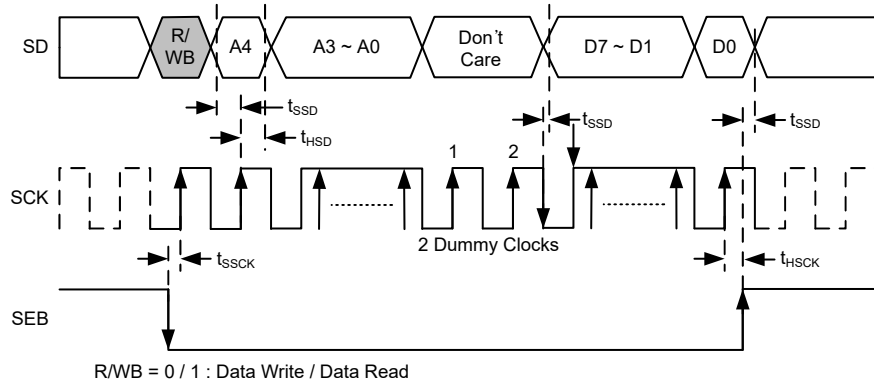 SD
R/
WB
A4
A3 ~ A0
Don't
Care
D7 ~ D1
D0
tSSD
tSSD
tSSD
tHSD
1
2
SCK
2 Dummy Clocks
tSSCK
tHSCK
SEB
R/WB = 0 / 1 : Data Write / Data Read